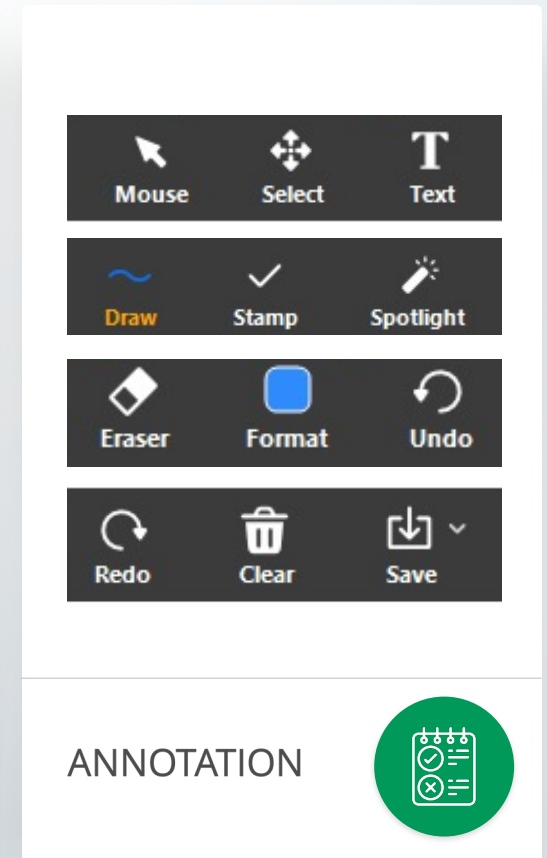 Mouse Select Text
Draw Stamp Spotlight
Eraser Format Undo
Redo Clear Save
ANNOTATION